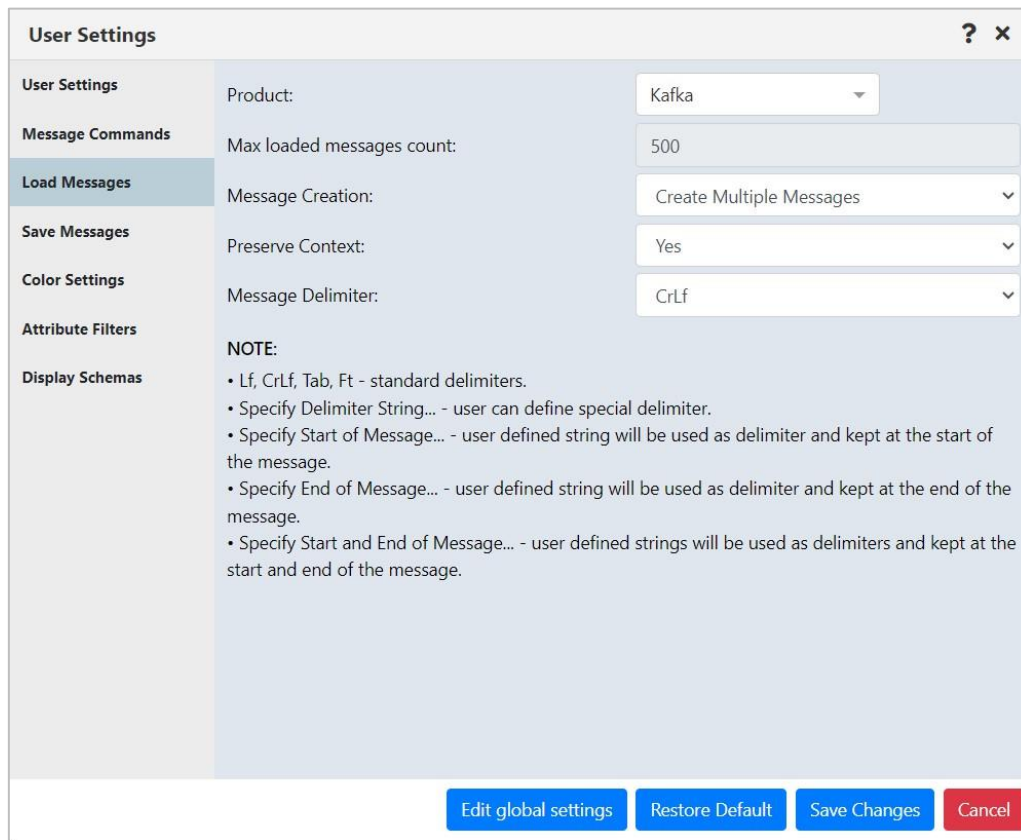 User Settings
? ×
User Settings
Message Commands
Load Messages
Save Messages
Color Settings
Attribute Filters
Display Schemas
Product:
Kafka
Max loaded messages count:
500
Message Creation:
Create Multiple Messages
Preserve Context:
Yes
Message Delimiter:
CrLf
NOTE:
• Lf, CrLf, Tab, Ft - standard delimiters.
• Specify Delimiter String... - user can define special delimiter.
• Specify Start of Message... - user defined string will be used as delimiter and kept at the start of
the message.
• Specify End of Message... - user defined string will be used as delimiter and kept at the end of the
message.
• Specify Start and End of Message... - user defined strings will be used as delimiters and kept at the
start and end of the message.
Edit global settings
Restore Default
Save Changes
Cancel